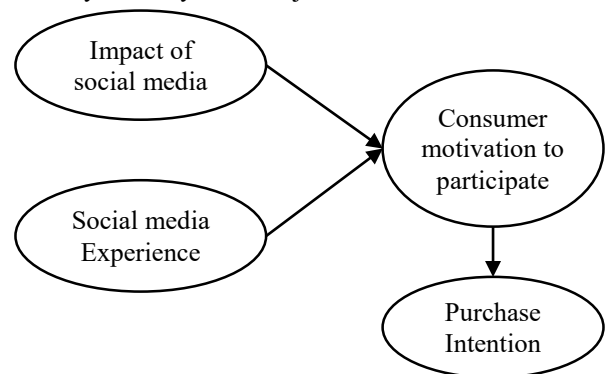 Impact of
social media
Consumer
motivation to
participate
Social media
Experience
Purchase
Intention